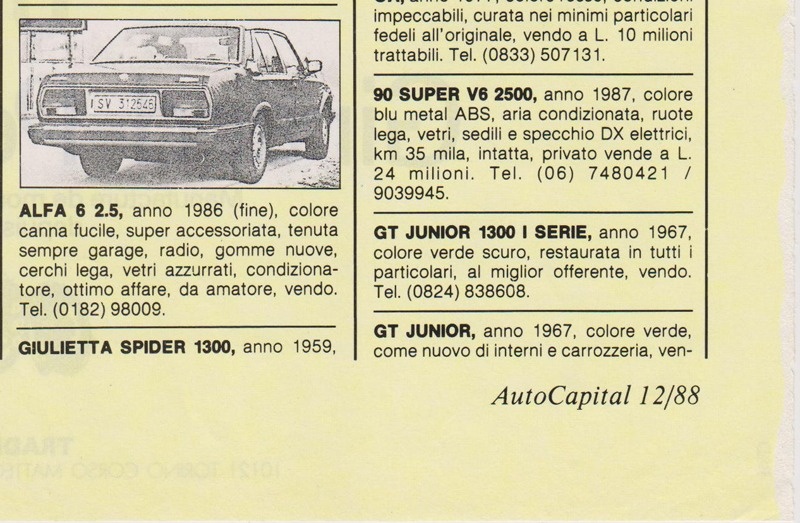 SV 312546
ALFA 6 2.5, anno 1986 (fine), colore
canna fucile, super accessoriata, tenuta
sempre garage, radio, gomme nuove,
cerchi lega, vetri azzurrati, condiziona-
tore, ottimo affare, da amatore, vendo.
Tel. (0182) 98009.
GIULIETTA SPIDER 1300, anno 1959,
impeccabili, curata nei minimi particolari
fedeli all'originale, vendo a L. 10 milioni
trattabili. Tel. (0833) 507131.
90 SUPER V6 2500, anno 1987, colore
blu metal ABS, aria condizionata, ruote
lega, vetri, sedili e specchio DX elettrici,
km 35 mila, intatta, privato vende a L.
24 milioni. Tel. (06) 7480421 /
9039945.
GT JUNIOR 1300 I SERIE, anno 1967,
colore verde scuro, restaurata in tutti i
particolari, al miglior offerente, vendo.
Tel. (0824) 838608.
GT JUNIOR, anno 1967, colore verde,
come nuovo di interni e carrozzeria, ven-
AutoCapital 12/88